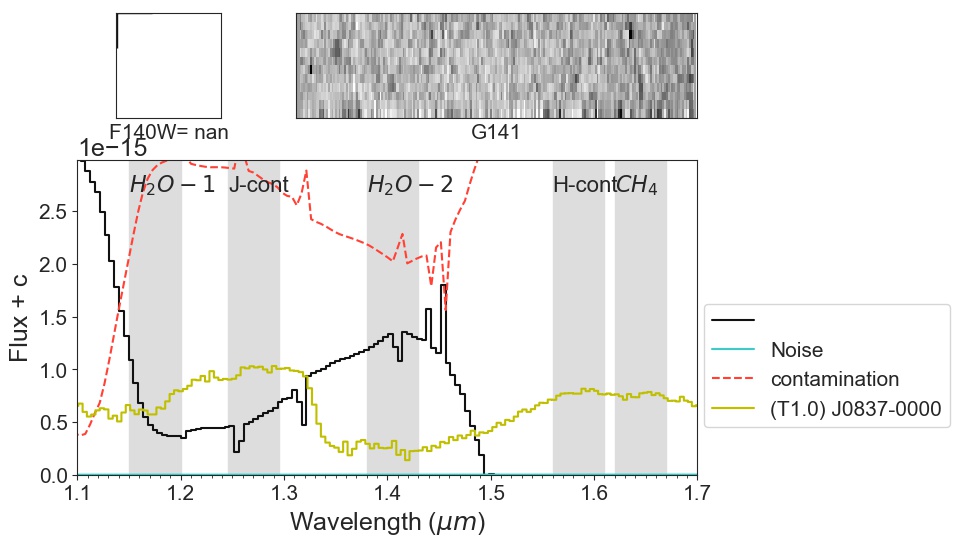 F140W= nan
G141
1e−15
H₂O − 1
J-cont
H₂O − 2
H-cont
CH₄
2.5
2.0
1.5
1.0
0.5
0.0
1.1
1.2
1.3
1.4
1.5
1.6
1.7
Flux + c
Wavelength (μm)
Noise
contamination
(T1.0) J0837-0000